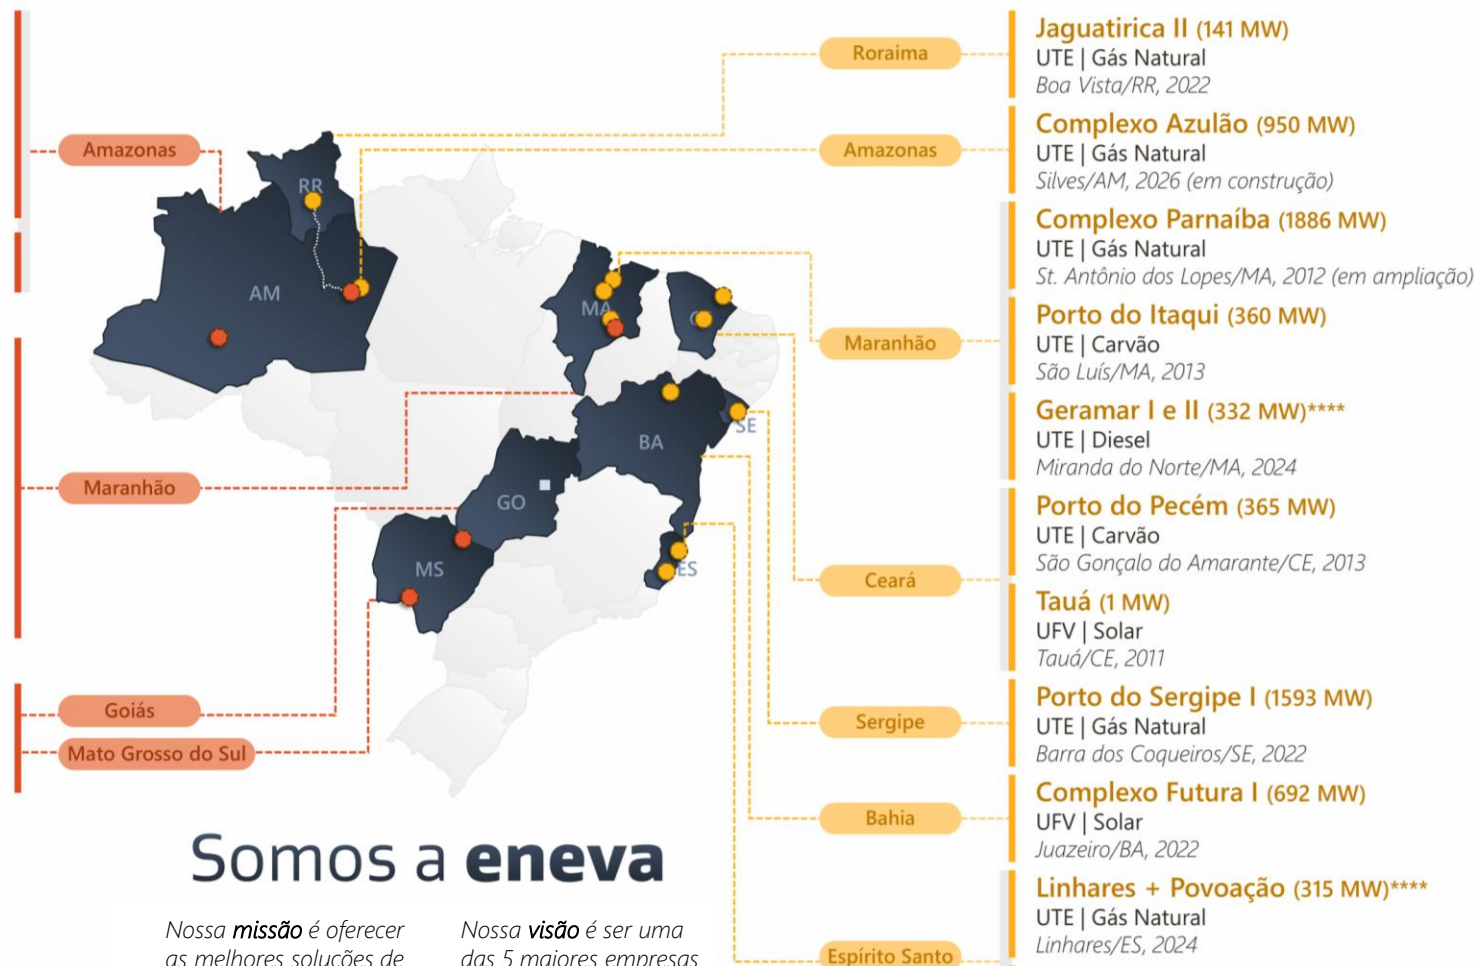 Amazonas
Maranhão
Goiás
Mato Grosso do Sul
RR
AM
MA
BA
SE
GO
MS
ES
Roraima
Amazonas
Maranhão
Ceará
Sergipe
Bahia
Espírito Santo
Jaguatirica II (141 MW)
UTE | Gás Natural
Boa Vista/RR, 2022
Complexo Azulão (950 MW)
UTE | Gás Natural
Silves/AM, 2026 (em construção)
Complexo Parnaíba (1886 MW)
UTE | Gás Natural
St. Antônio dos Lopes/MA, 2012 (em ampliação)
Porto do Itaqui (360 MW)
UTE | Carvão
São Luís/MA, 2013
Geramar I e II (332 MW)****
UTE | Diesel
Miranda do Norte/MA, 2024
Porto do Pecém (365 MW)
UTE | Carvão
São Gonçalo do Amarante/CE, 2013
Tauá (1 MW)
UFV | Solar
Tauá/CE, 2011
Porto do Sergipe I (1593 MW)
UTE | Gás Natural
Barra dos Coqueiros/SE, 2022
Complexo Futura I (692 MW)
UFV | Solar
Juazeiro/BA, 2022
Linhares + Povoação (315 MW)****
UTE | Gás Natural
Linhares/ES, 2024
Somos a eneva
Nossa missão é oferecer
as melhores soluções de
Nossa visão é ser uma
das 5 maiores empresas